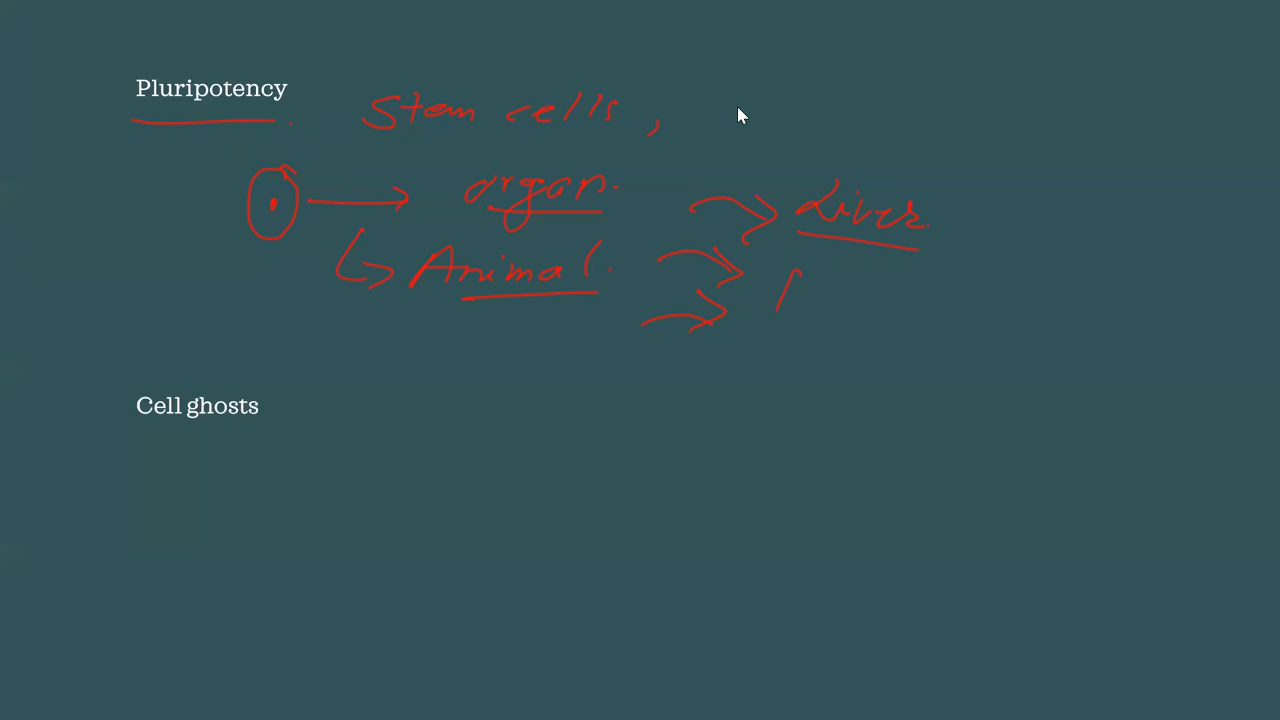 Pluripotency
Stem cells,
organ.
Liver.
Animal.
Cell ghosts